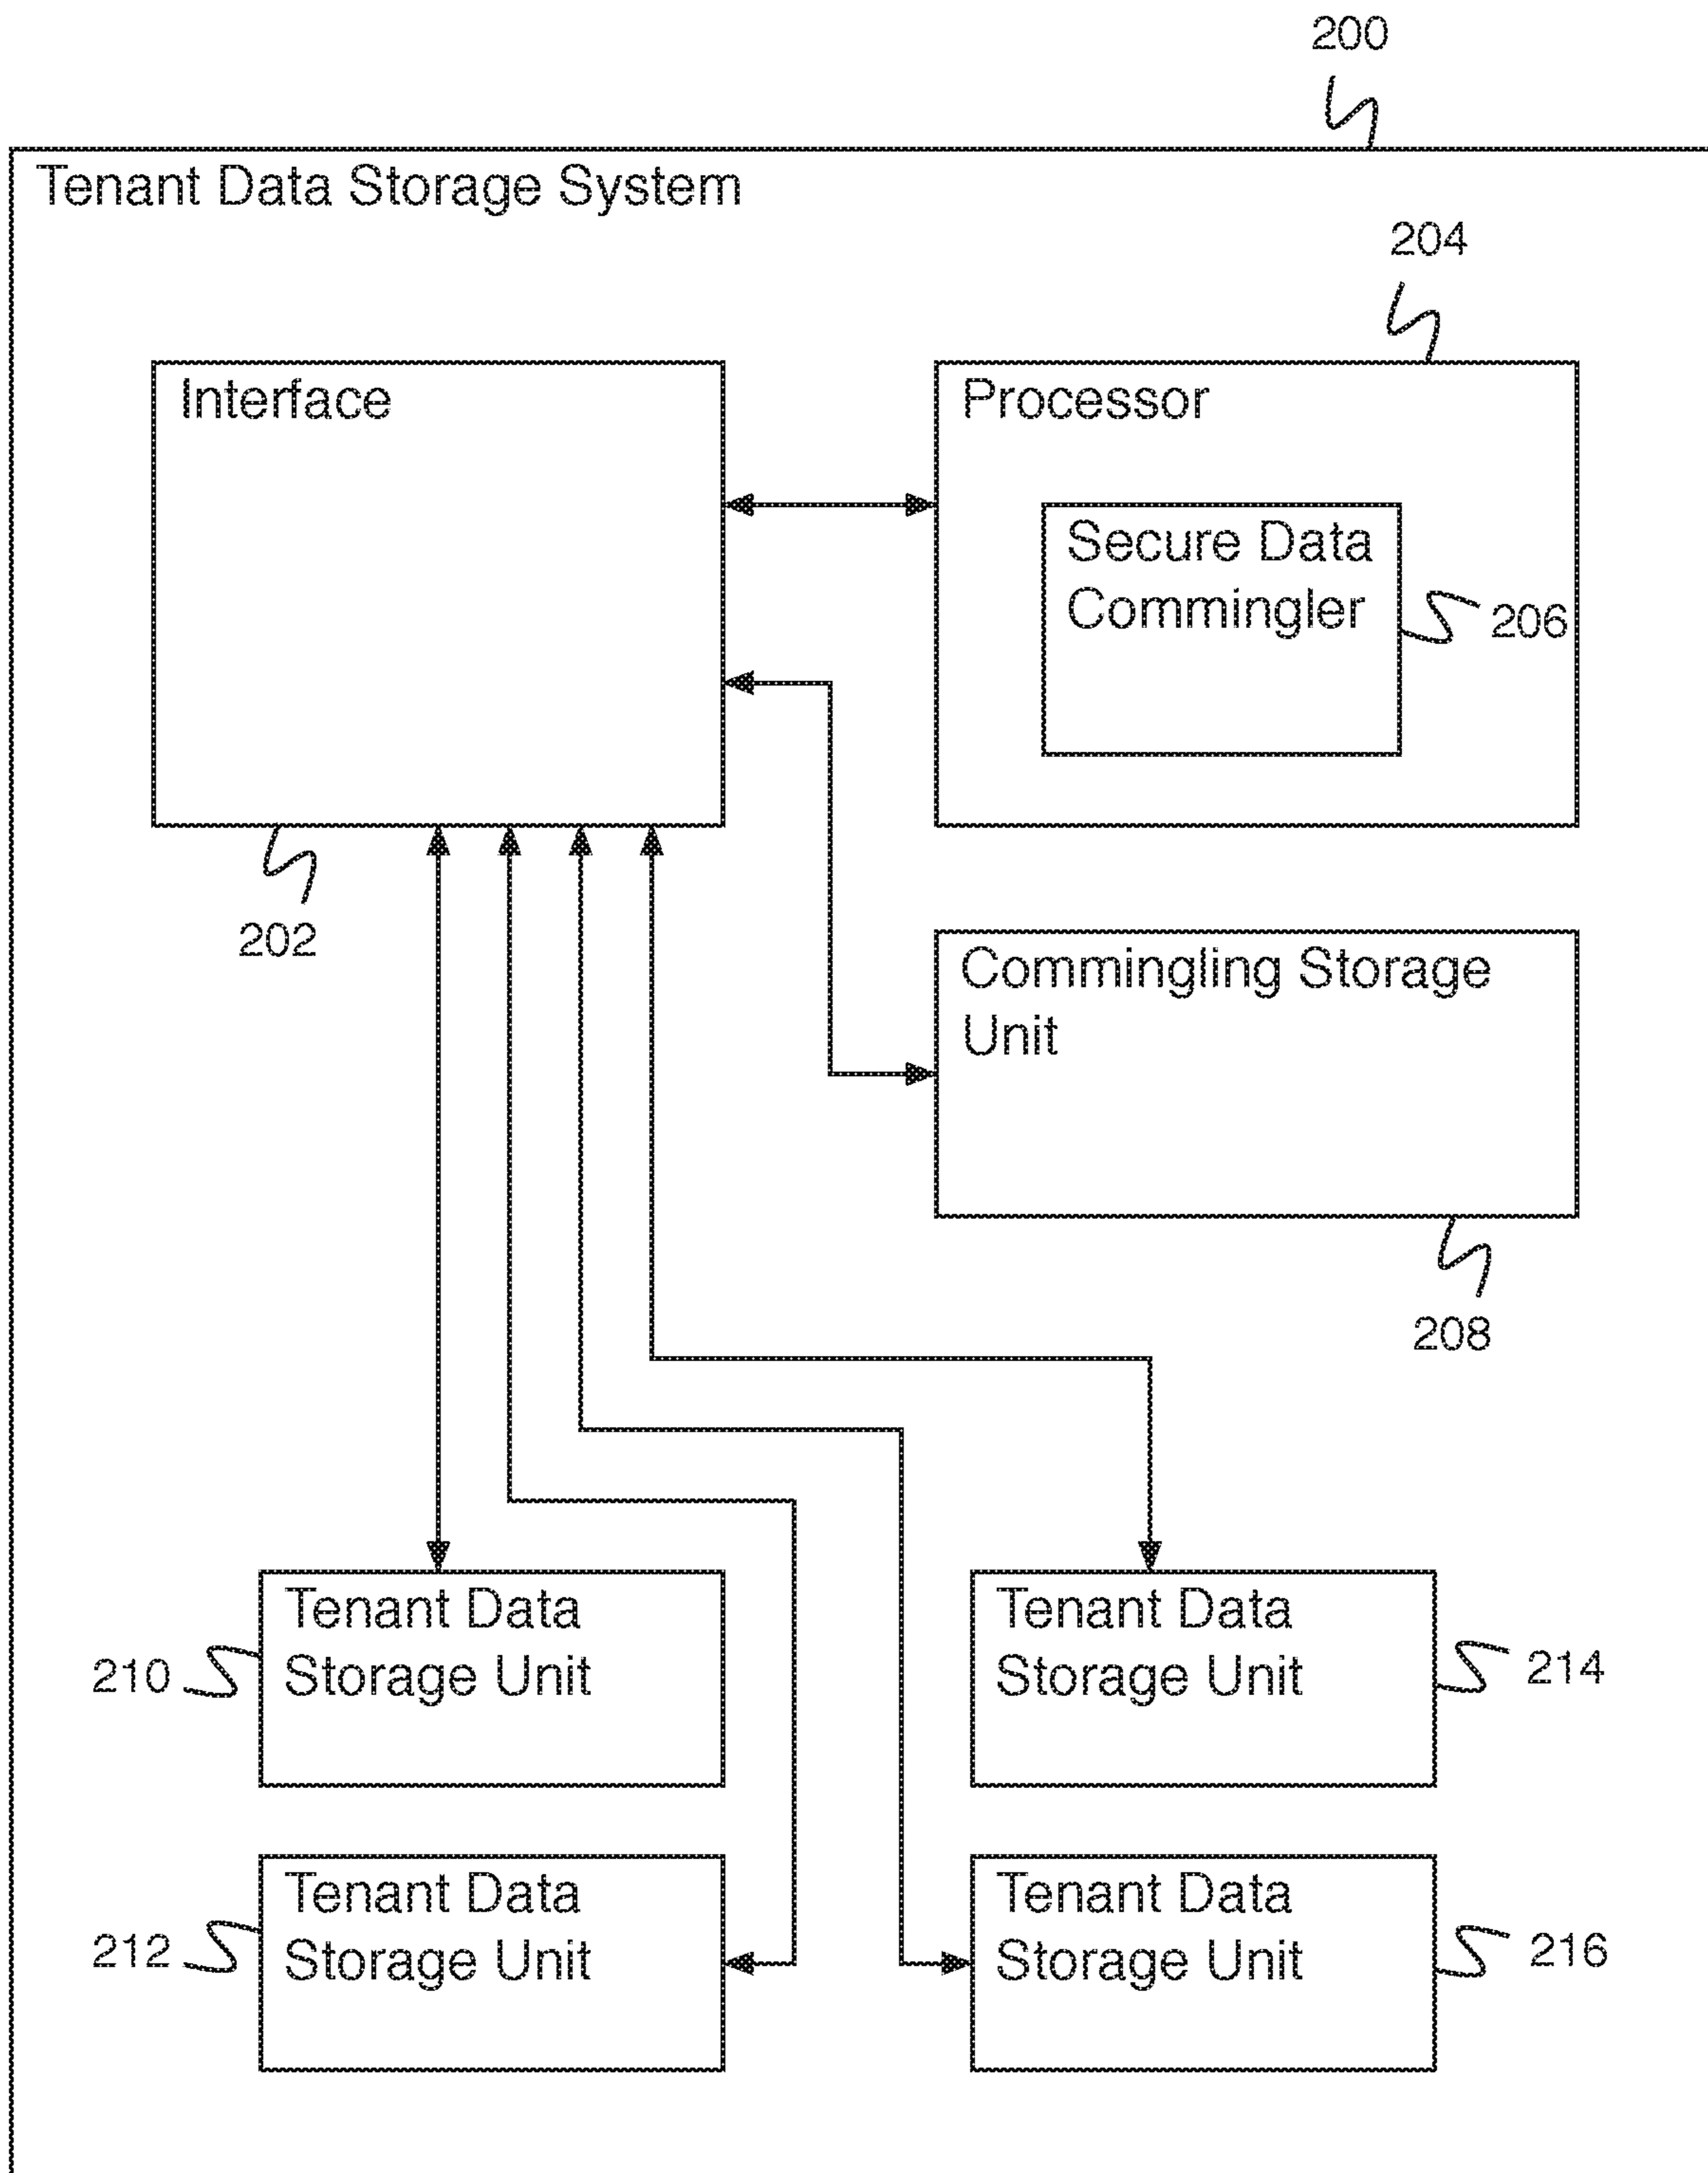 200
Tenant Data Storage System
204
Interface
Processor
Secure Data
Commingler
206
202
Commingling Storage
Unit
208
Tenant Data
Storage Unit
210
Tenant Data
Storage Unit
214
Tenant Data
Storage Unit
212
Tenant Data
Storage Unit
216